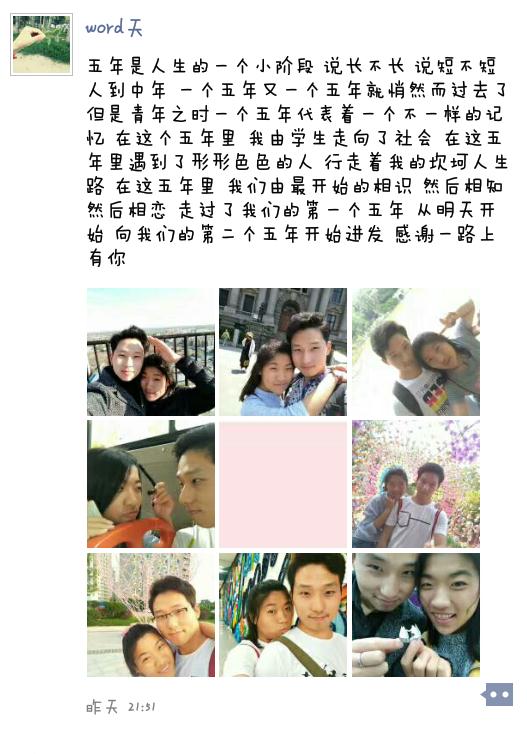 word天
五年是人生的一个小阶段 说长不长 说短不短
人到中年 一个五年又一个五年就悄然而过去了
但是青年之时一个五年代表着一个不一样的记
忆 在这个五年里 我由学生走向了社会 在这五
年里遇到了形形色色的人 行走着我的坎坷人生
路 在这五年里 我们由最开始的相识 然后相知
然后相恋 走过了我们的第一个五年 从明天开
始 向我们的第二个五年开始进发 感谢一路上
有你
昨天 21:51